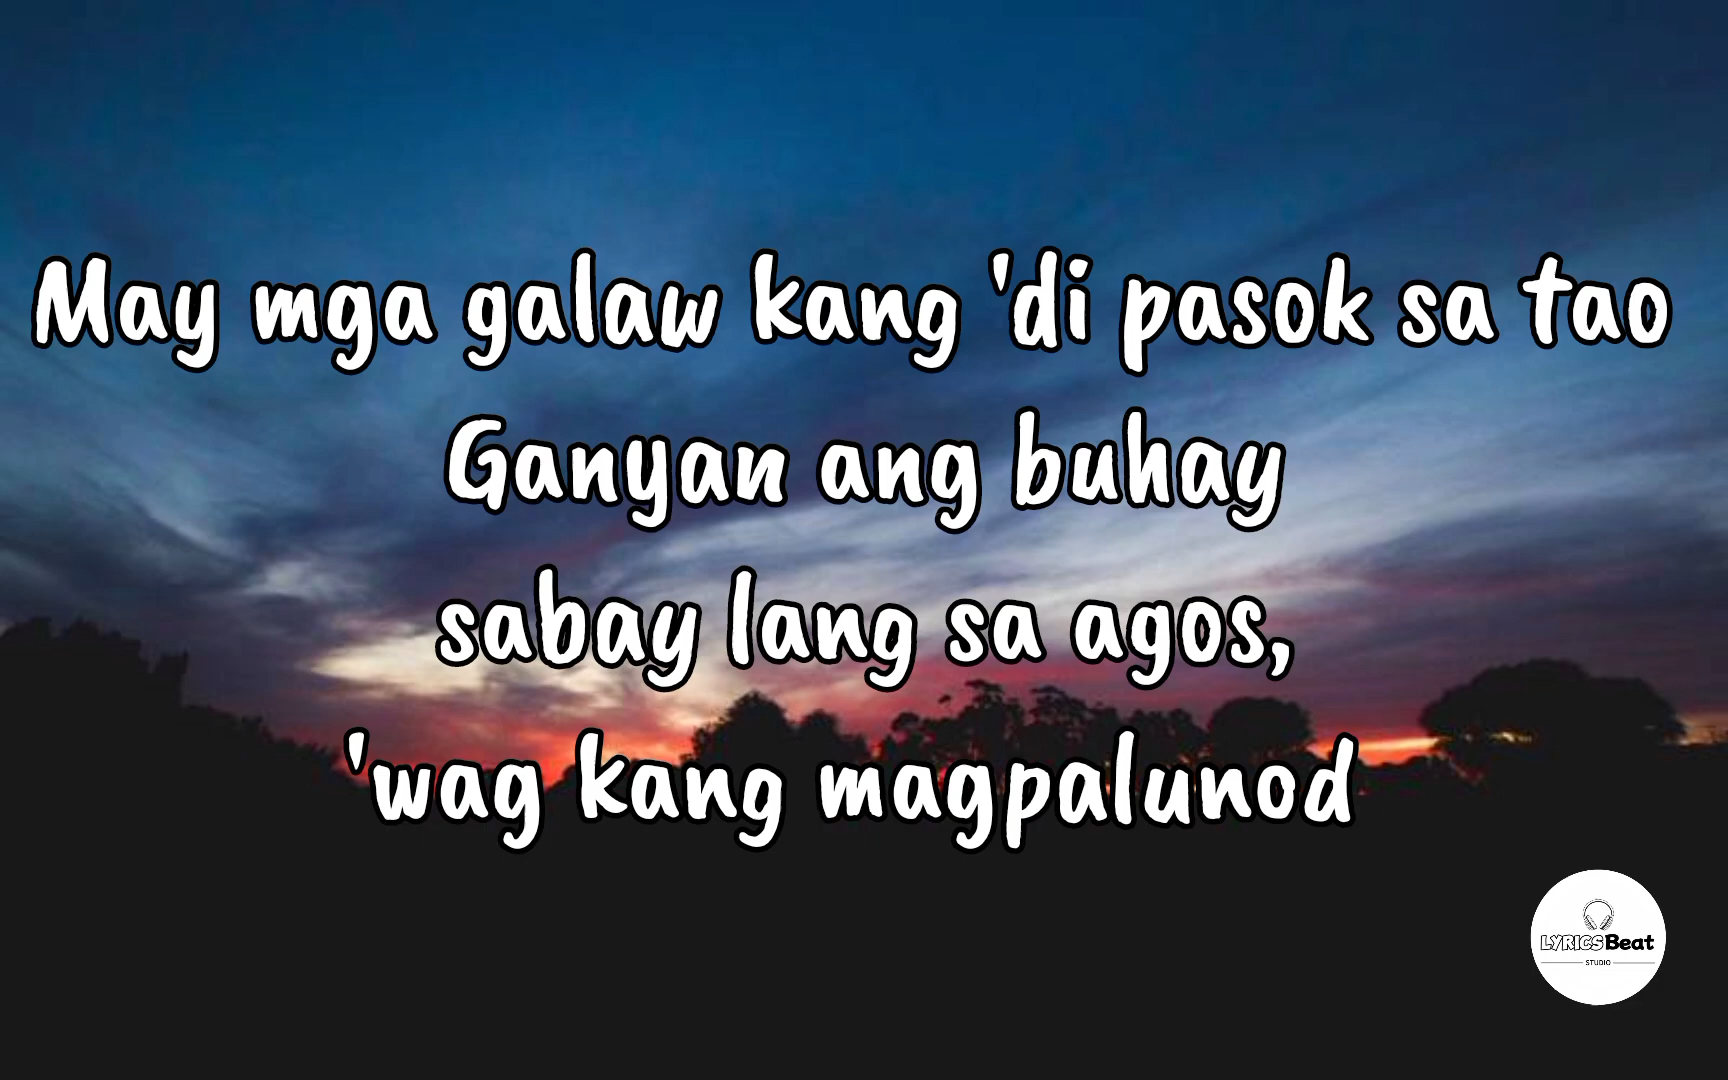 May mga galaw kang 'di pasok sa tao
Ganyan ang buhay
sabay lang sa agos,
'wag kang magpalunod
LYRICSBeat
STUDIO